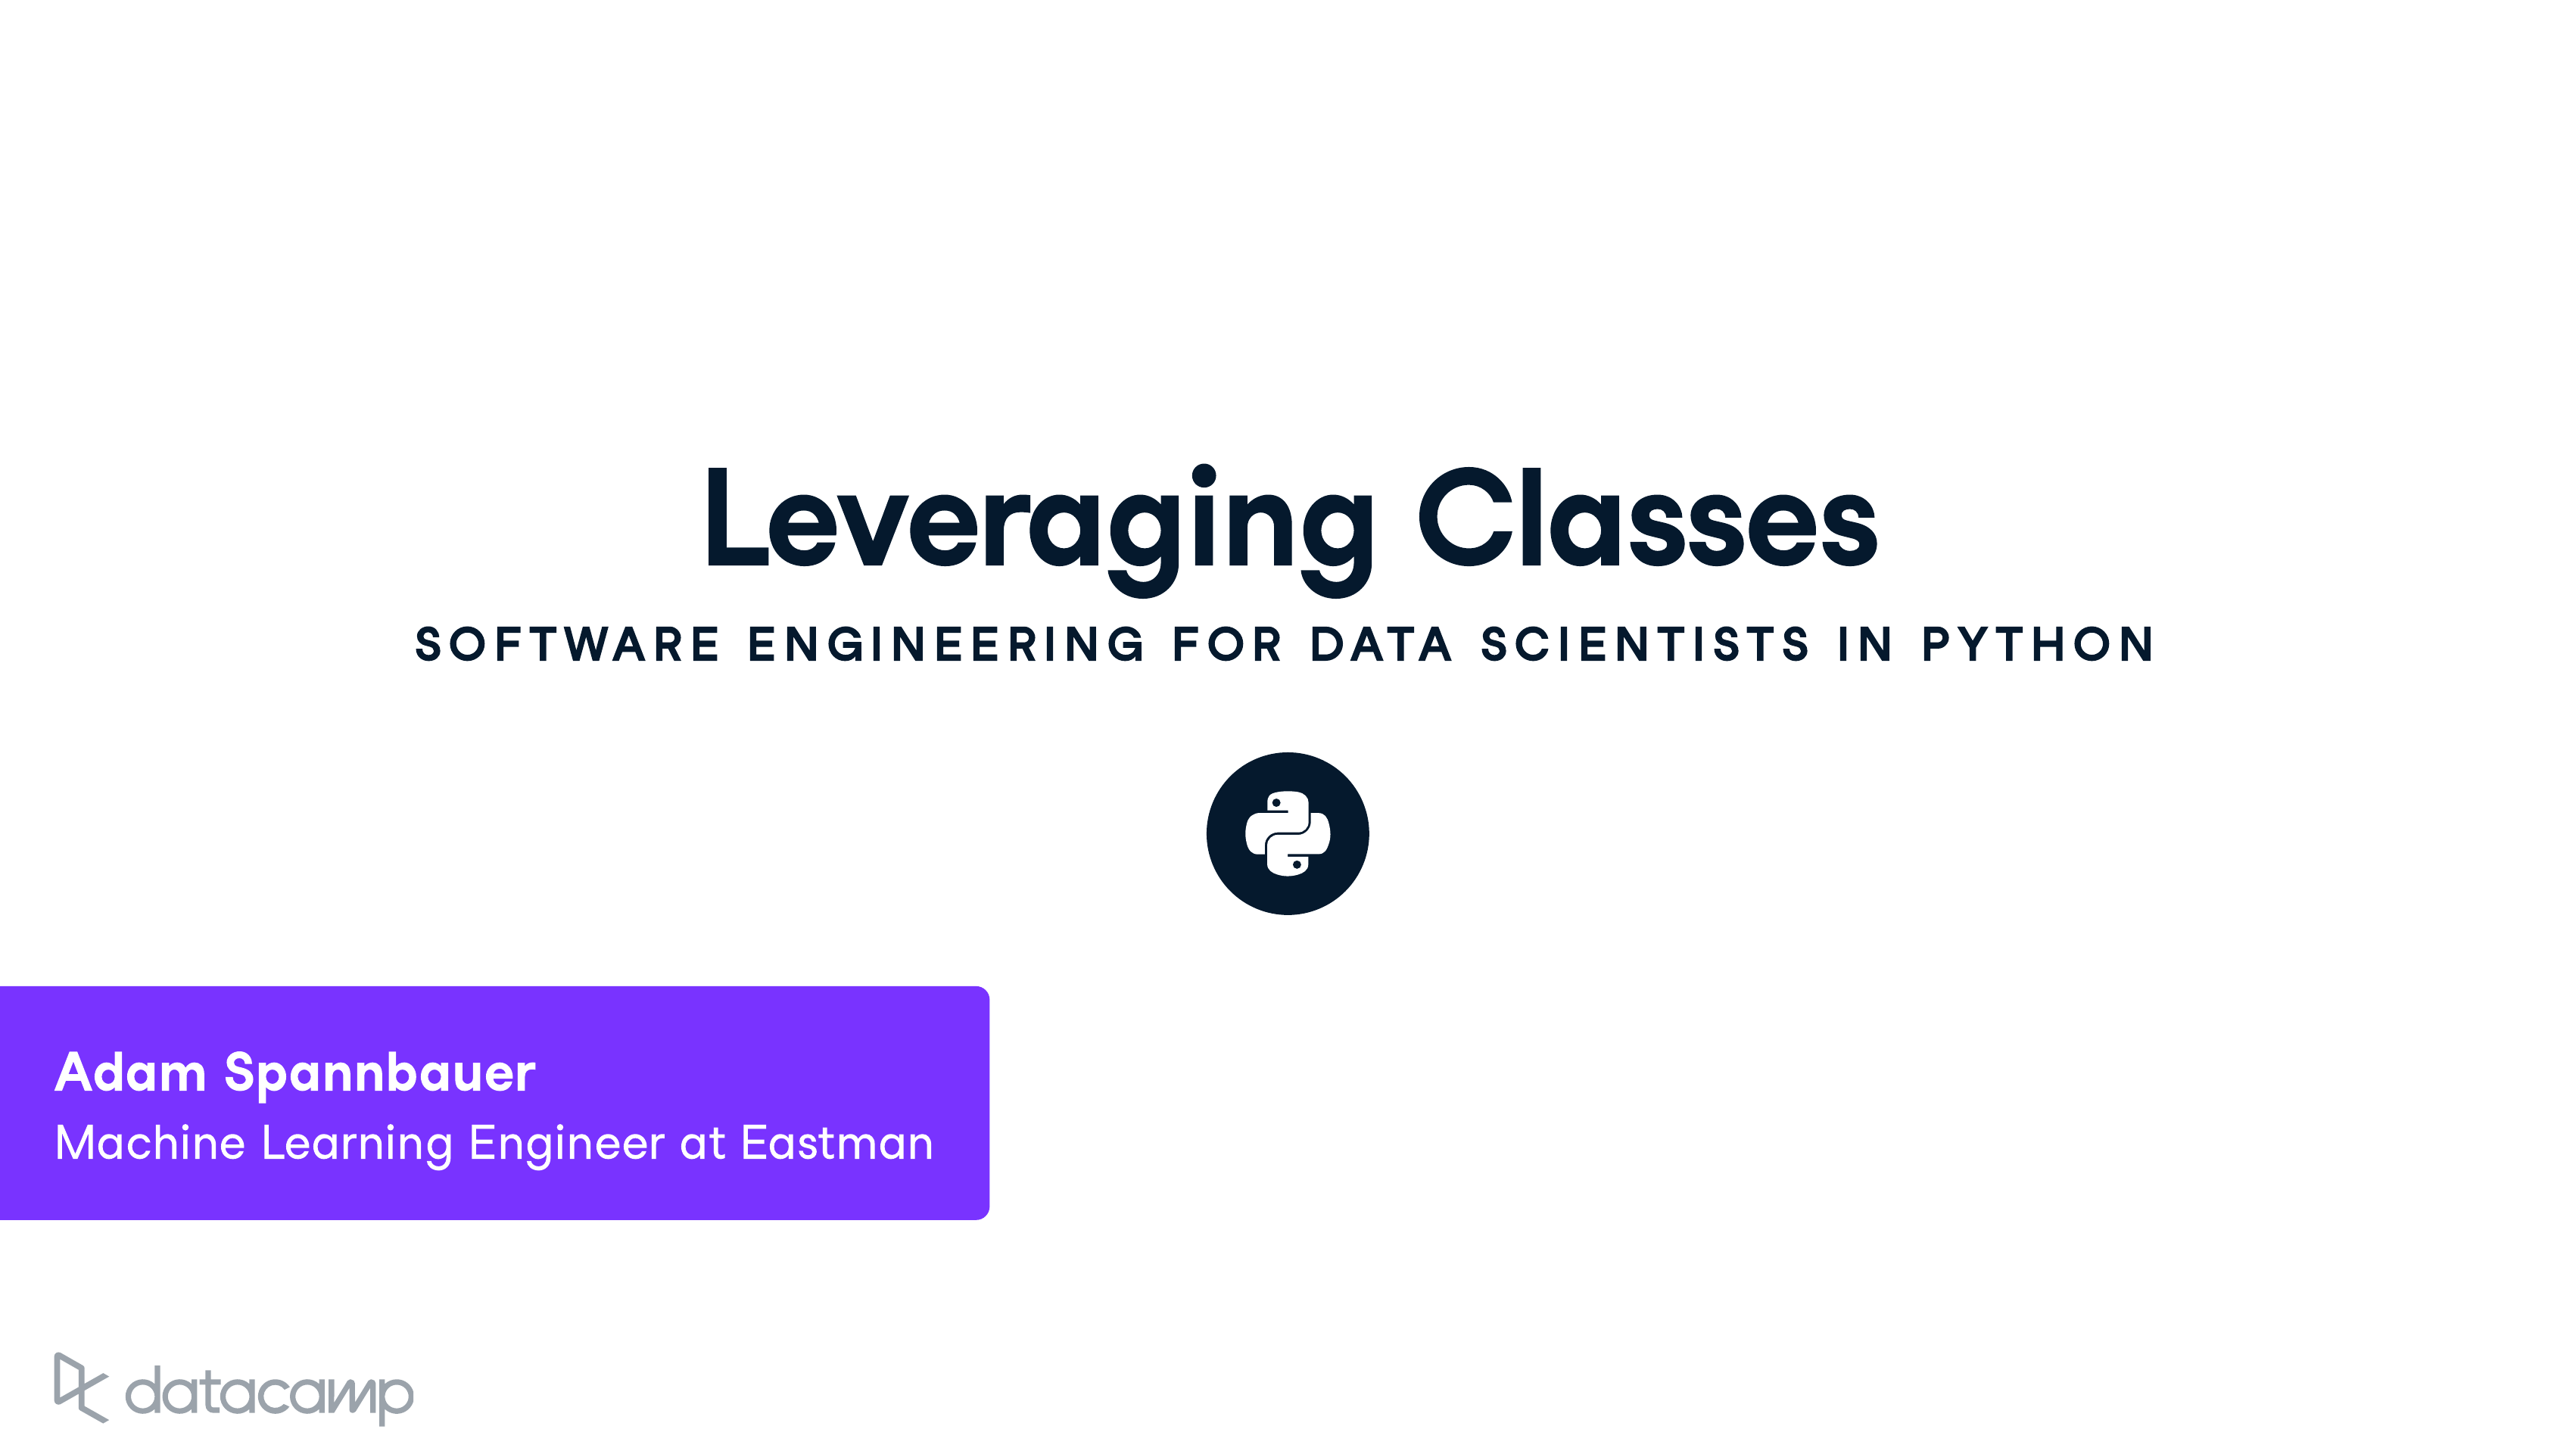 Leveraging Classes
SOFTWARE ENGINEERING FOR DATA SCIENTISTS IN PYTHON
Adam Spannbauer
Machine Learning Engineer at Eastman
datacamp